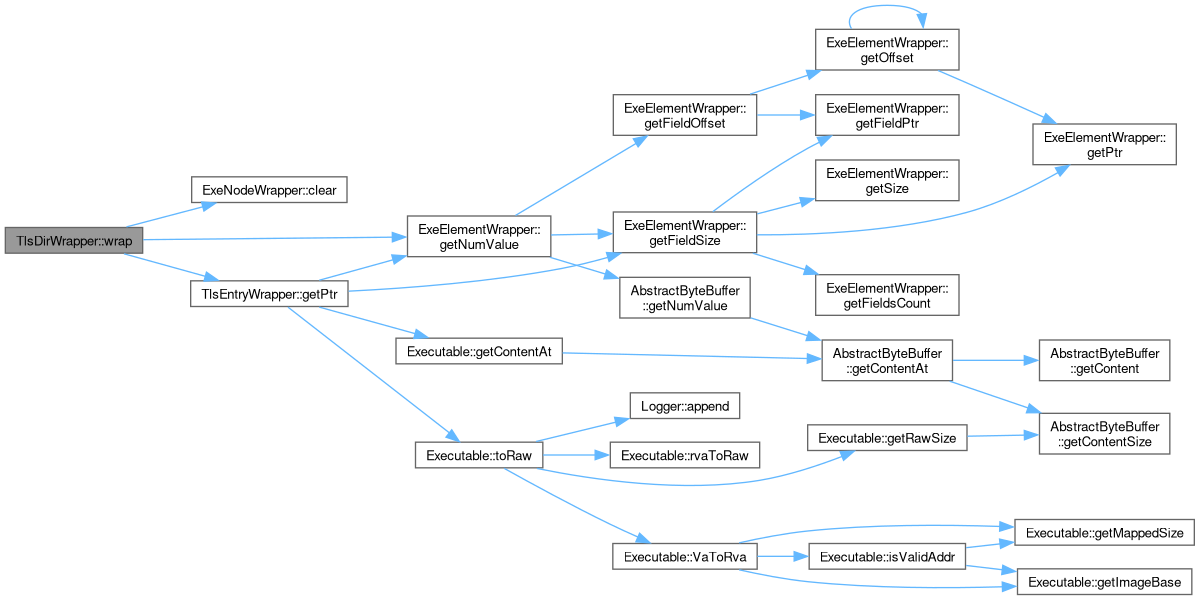 ExeElementWrapper::
getOffset
ExeElementWrapper::
getFieldOffset
ExeElementWrapper::
getFieldPtr
ExeElementWrapper::
getPtr
ExeNodeWrapper::clear
ExeElementWrapper::
getSize
TlsDirWrapper::wrap
ExeElementWrapper::
getNumValue
ExeElementWrapper::
getFieldSize
TlsEntryWrapper::getPtr
AbstractByteBuffer
::getNumValue
ExeElementWrapper::
getFieldsCount
Executable::getContentAt
AbstractByteBuffer
::getContentAt
AbstractByteBuffer
::getContent
Logger::append
AbstractByteBuffer
::getContentSize
Executable::toRaw
Executable::rvaToRaw
Executable::getRawSize
Executable::VaToRva
Executable::isValidAddr
Executable::getMappedSize
Executable::getImageBase